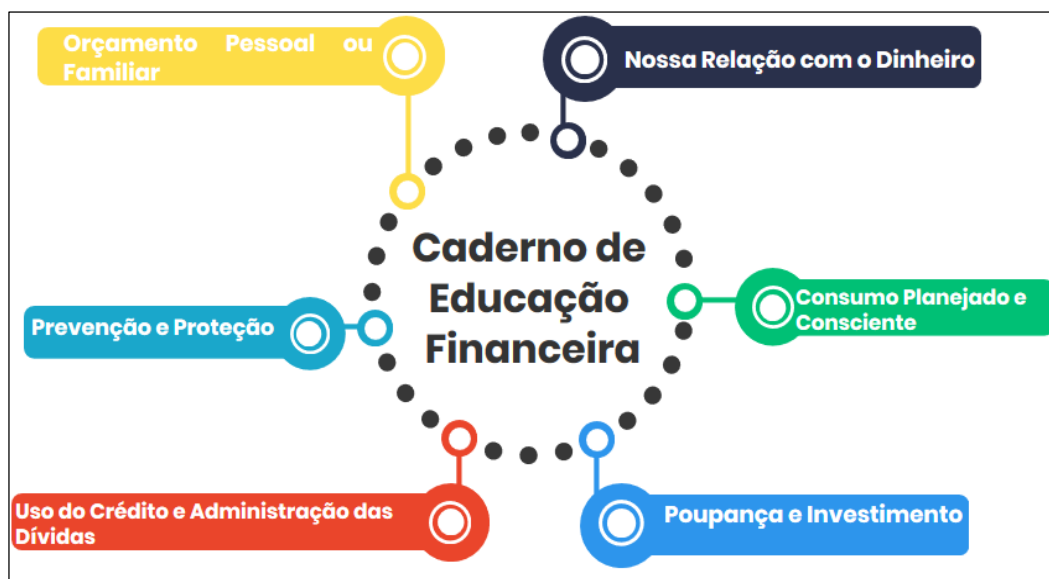 Orçamento Pessoal ou
Familiar
Nossa Relação com o Dinheiro
Caderno de
Educação
Financeira
Consumo Planejado e
Consciente
Prevenção e Proteção
Uso do Crédito e Administração das
Dívidas
Poupança e Investimento